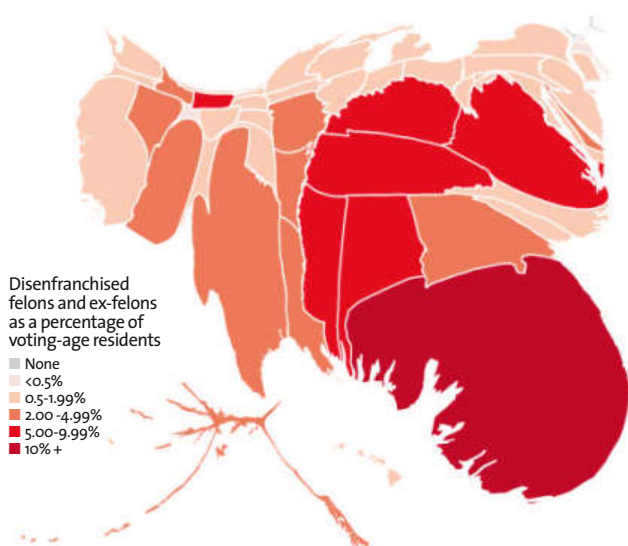 Disenfranchised
felons and ex-felons
as a percentage of
voting-age residents
None
<0.5%
0.5-1.99%
2.00 -4.99%
5.00-9.99%
10% +